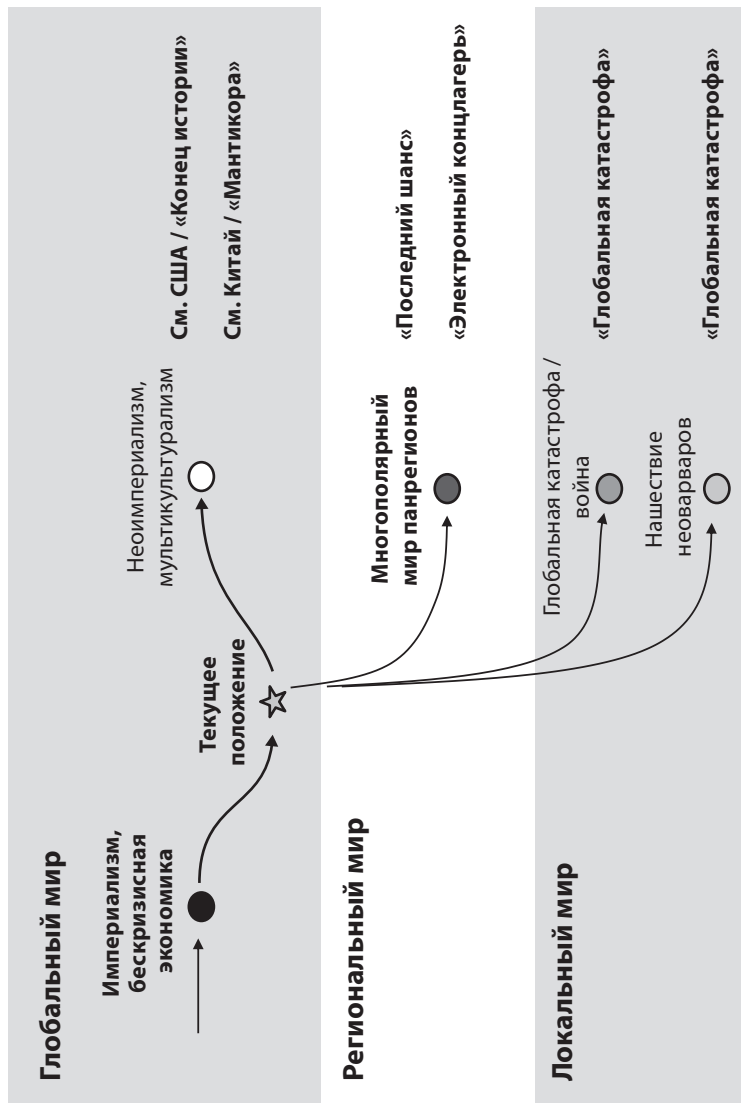 Глобальный мир
Империализм,
бескризисная
экономика
Текущее
положение
Неоимпериализм,
мультикультурализм
См. США / «Конец истории»
См. Китай / «Мантикора»
Региональный мир
Многополярный
мир панрегионов
«Последний шанс»
«Электронный концлагерь»
Локальный мир
Глобальная катастрофа /
война
«Глобальная катастрофа»
Нашествие
неоварваров
«Глобальная катастрофа»